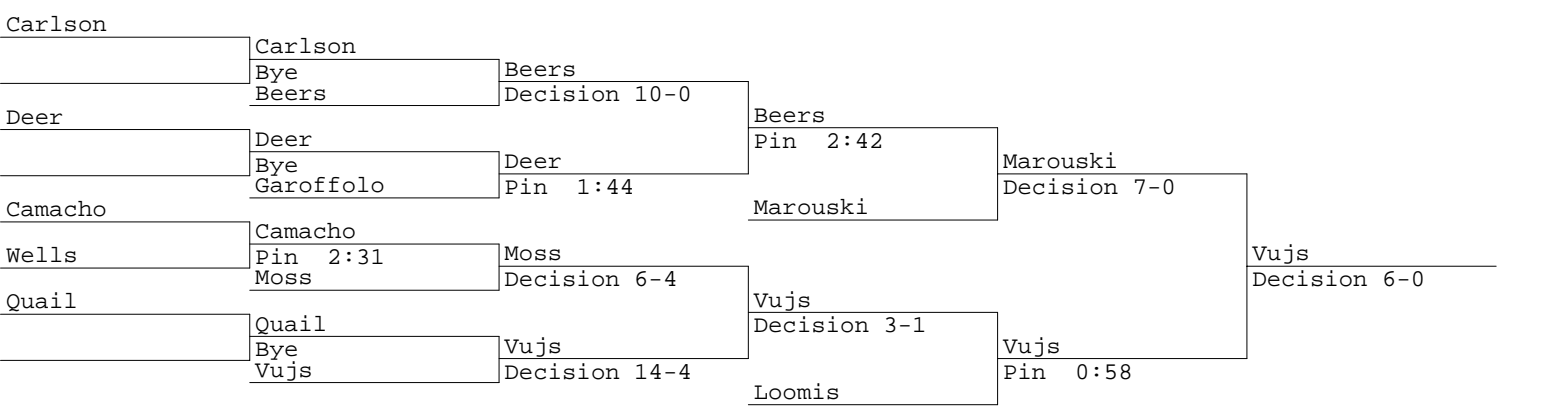 Carlson
Carlson
Bye
Beers
Beers
Decision 10-0
Deer
Beers
Pin 2:42
Deer
Bye
Garoffolo
Deer
Pin 1:44
Marouski
Decision 7-0
Camacho
Marouski
Camacho
Wells
Pin 2:31
Moss
Moss
Decision 6-4
Vujs
Decision 6-0
Quail
Vujs
Decision 3-1
Quail
Bye
Vujs
Vujs
Decision 14-4
Vujs
Pin 0:58
Loomis